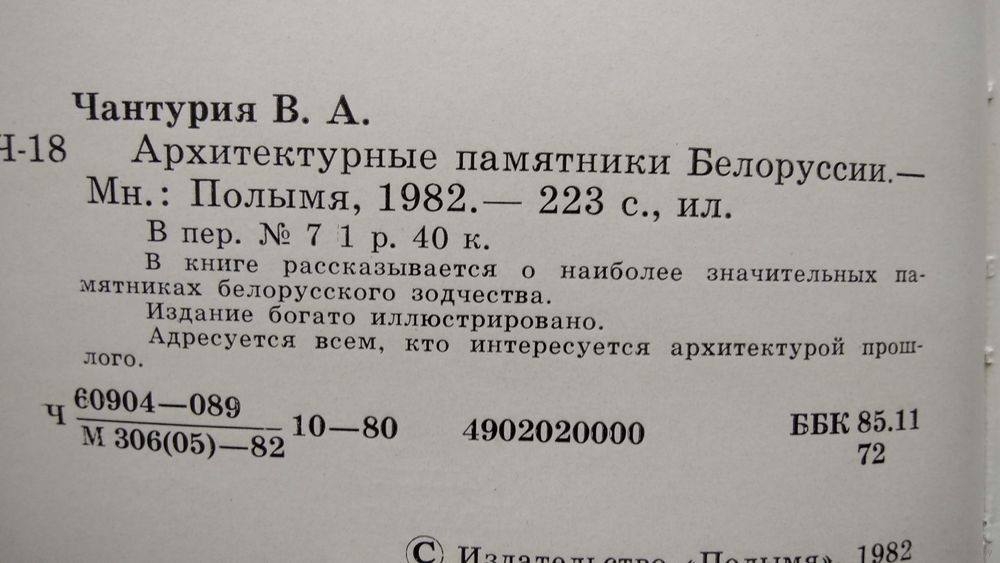 Чантурия В. А.
Ч-18 Архитектурные памятники Белоруссии.—
Мн.: Полымя, 1982.— 223 с., ил.
В пер. № 7 1 р. 40 к.
В книге рассказывается о наиболее значительных па-
мятниках белорусского зодчества.
Издание богато иллюстрировано.
Адресуется всем, кто интересуется архитектурой прош-
лого.
Ч 60904—089
М 306(05)—82 10—80 4902020000 ББК 85.11
72
© Издательство «Полымя», 1982